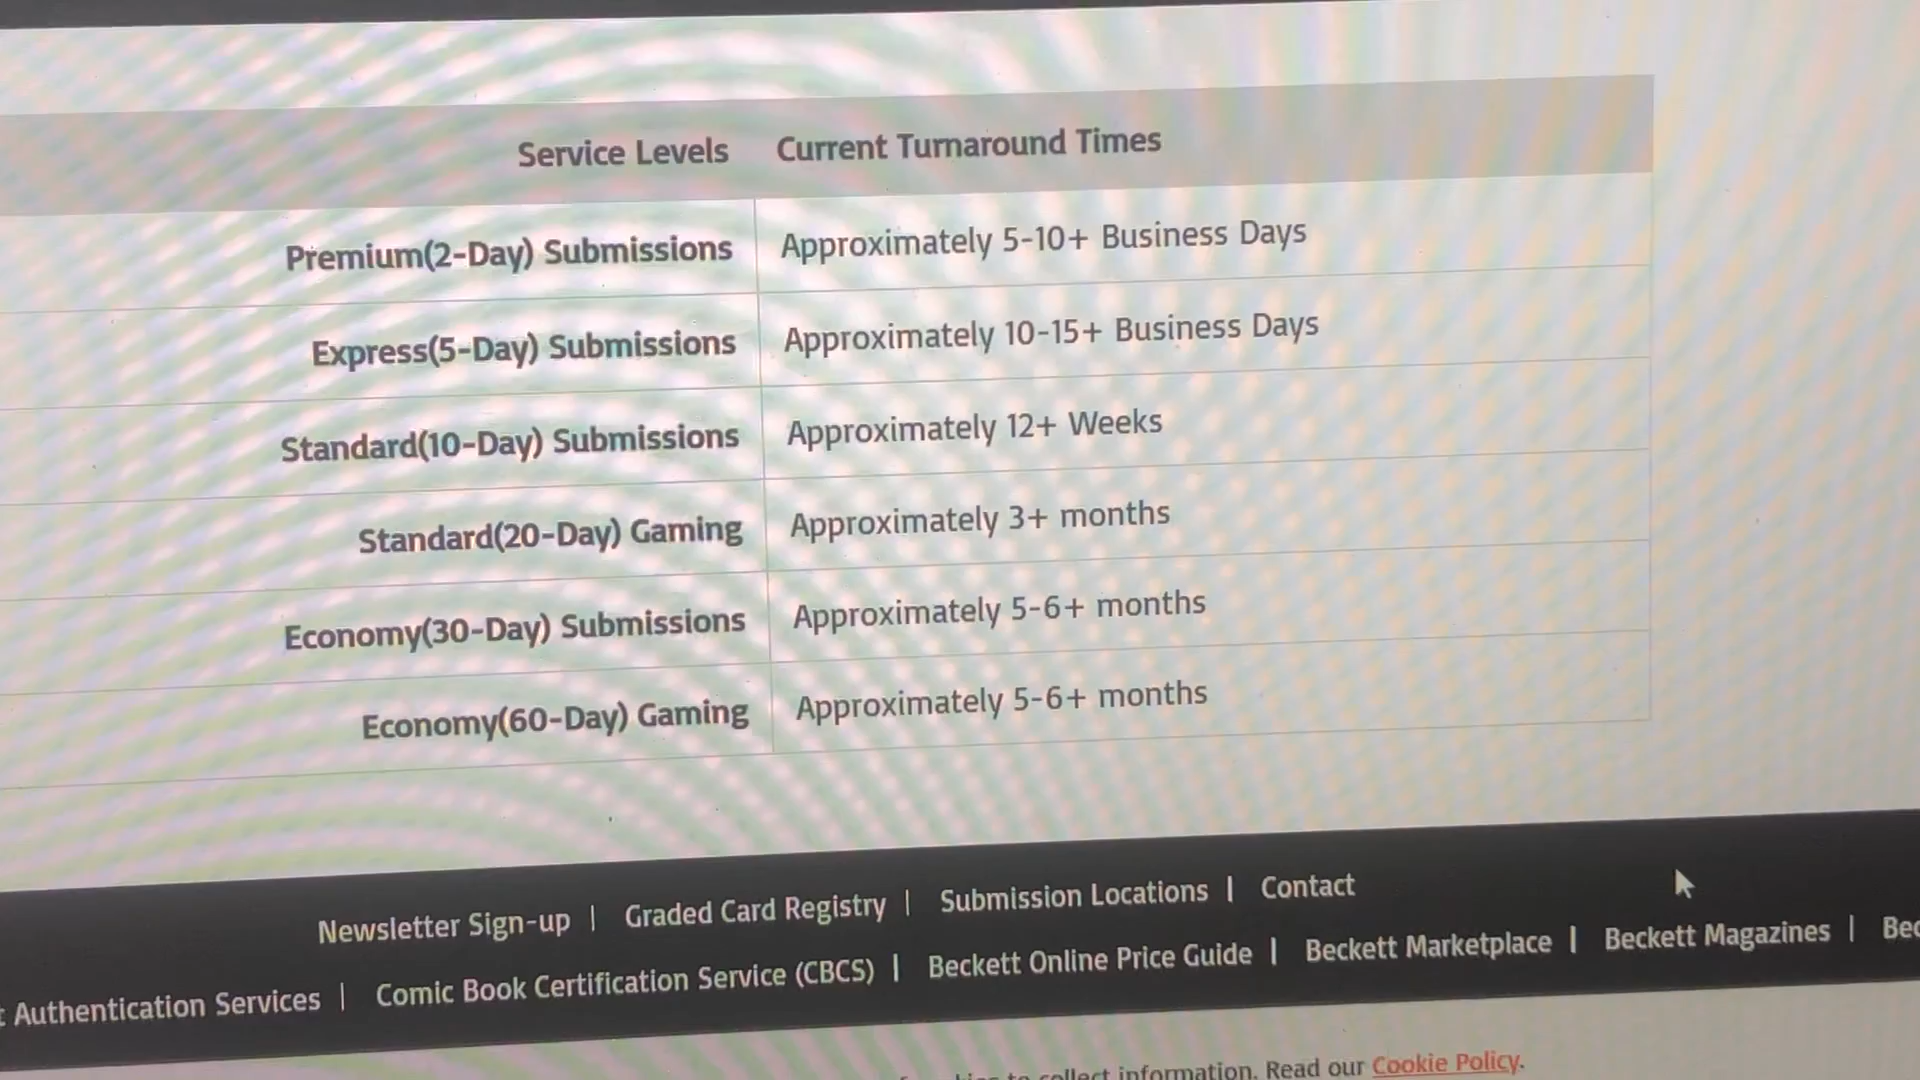 Service Levels Current Turnaround Times
Premium(2-Day) Submissions Approximately 5-10+ Business Days
Express(5-Day) Submissions Approximately 10-15+ Business Days
Standard(10-Day) Submissions Approximately 12+ Weeks
Standard(20-Day) Gaming Approximately 3+ months
Economy(30-Day) Submissions Approximately 5-6+ months
Economy(60-Day) Gaming Approximately 5-6+ months
Newsletter Sign-up | Graded Card Registry | Submission Locations | Contact
Authentication Services | Comic Book Certification Service (CBCS) | Beckett Online Price Guide | Beckett Marketplace | Beckett Magazines |
to collect information. Read our Cookie Policy.